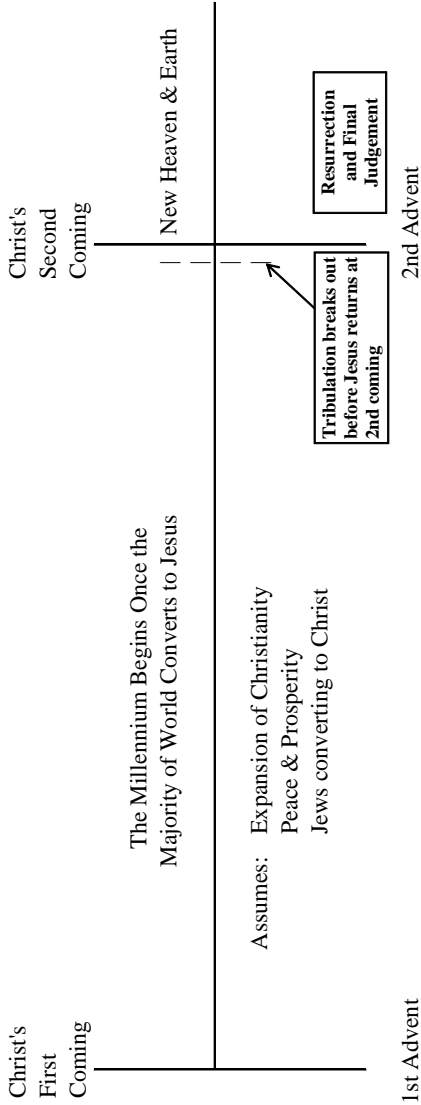 Christ's
First
Coming
Christ's
Second
Coming
The Millennium Begins Once the
Majority of World Converts to Jesus
New Heaven & Earth
Assumes: Expansion of Christianity
Peace & Prosperity
Jews converting to Christ
Tribulation breaks out
before Jesus returns at
2nd coming
Resurrection
and Final
Judgement
1st Advent
2nd Advent